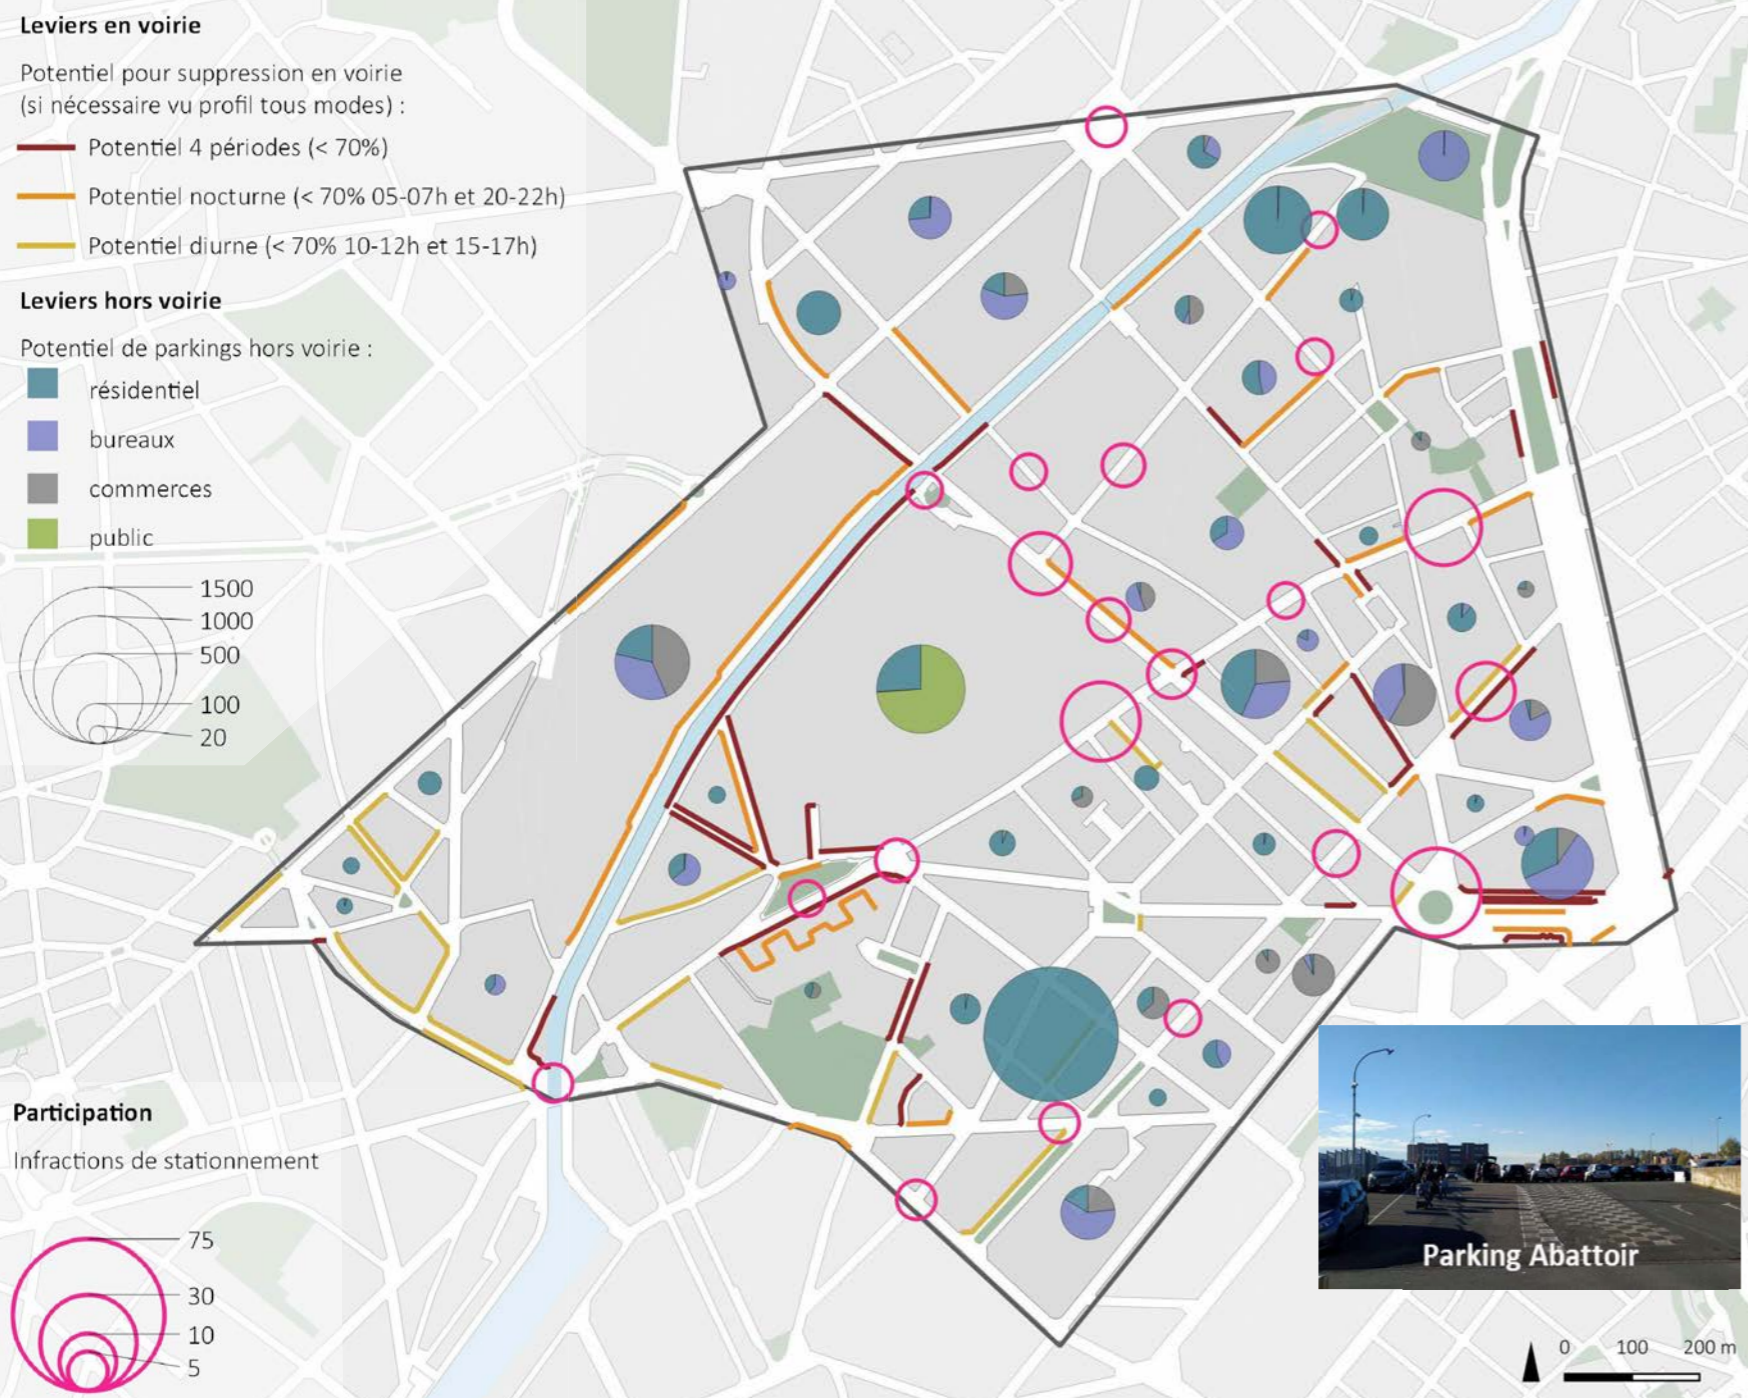 Leviers en voirie
Potentiel pour suppression en voirie
(si nécessaire vu profil tous modes) :
Potentiel 4 périodes (< 70%)
Potentiel nocturne (< 70% 05-07h et 20-22h)
Potentiel diurne (< 70% 10-12h et 15-17h)
Leviers hors voirie
Potentiel de parkings hors voirie :
résidentiel
bureaux
commerces
public
1500
1000
500
100
20
Participation
Infractions de stationnement
75
30
10
5
Parking Abattoir
0 100 200 m